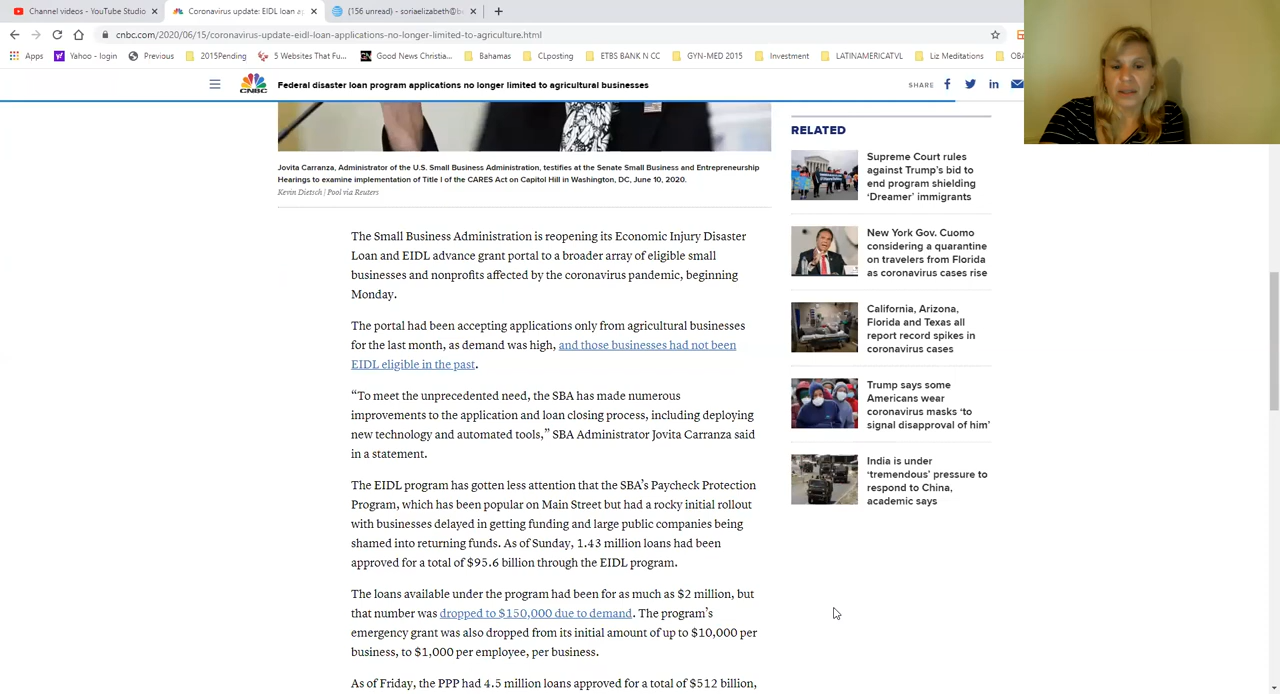 Channel videos - YouTube Studio
Coronavirus update: EIDL loan a
(156 unread) - soriaelizabeth@b
cnbc.com/2020/06/15/coronavirus-update-eidl-loan-applications-no-longer-limited-to-agriculture.html
Apps
Yahoo - login
Previous
2015Pending
5 Websites That Fu...
Good News Christia...
Bahamas
CLposting
ETBS BANK N CC
GYN-MED 2015
Investment
LATINAMERICATVL
Liz Meditations
CNBC
Federal disaster loan program applications no longer limited to agricultural businesses
SHARE
Jovita Carranza, Administrator of the U.S. Small Business Administration, testifies at the Senate Small Business and Entrepreneurship
Hearings to examine implementation of Title I of the CARES Act on Capitol Hill in Washington, DC, June 10, 2020.
Kevin Dietsch | Pool via Reuters
The Small Business Administration is reopening its Economic Injury Disaster
Loan and EIDL advance grant portal to a broader array of eligible small
businesses and nonprofits affected by the coronavirus pandemic, beginning
Monday.
The portal had been accepting applications only from agricultural businesses
for the last month, as demand was high, and those businesses had not been
EIDL eligible in the past.
“To meet the unprecedented need, the SBA has made numerous
improvements to the application and loan closing process, including deploying
new technology and automated tools,” SBA Administrator Jovita Carranza said
in a statement.
The EIDL program has gotten less attention that the SBA’s Paycheck Protection
Program, which has been popular on Main Street but had a rocky initial rollout
with businesses delayed in getting funding and large public companies being
shamed into returning funds. As of Sunday, 1.43 million loans had been
approved for a total of $95.6 billion through the EIDL program.
The loans available under the program had been for as much as $2 million, but
that number was dropped to $150,000 due to demand. The program’s
emergency grant was also dropped from its initial amount of up to $10,000 per
business, to $1,000 per employee, per business.
As of Friday, the PPP had 4.5 million loans approved for a total of $512 billion,
RELATED
Supreme Court rules
against Trump’s bid to
end program shielding
‘Dreamer’ immigrants
New York Gov. Cuomo
considering a quarantine
on travelers from Florida
as coronavirus cases rise
California, Arizona,
Florida and Texas all
report record spikes in
coronavirus cases
Trump says some
Americans wear
coronavirus masks ‘to
signal disapproval of him’
India is under
‘tremendous’ pressure to
respond to China,
academic says